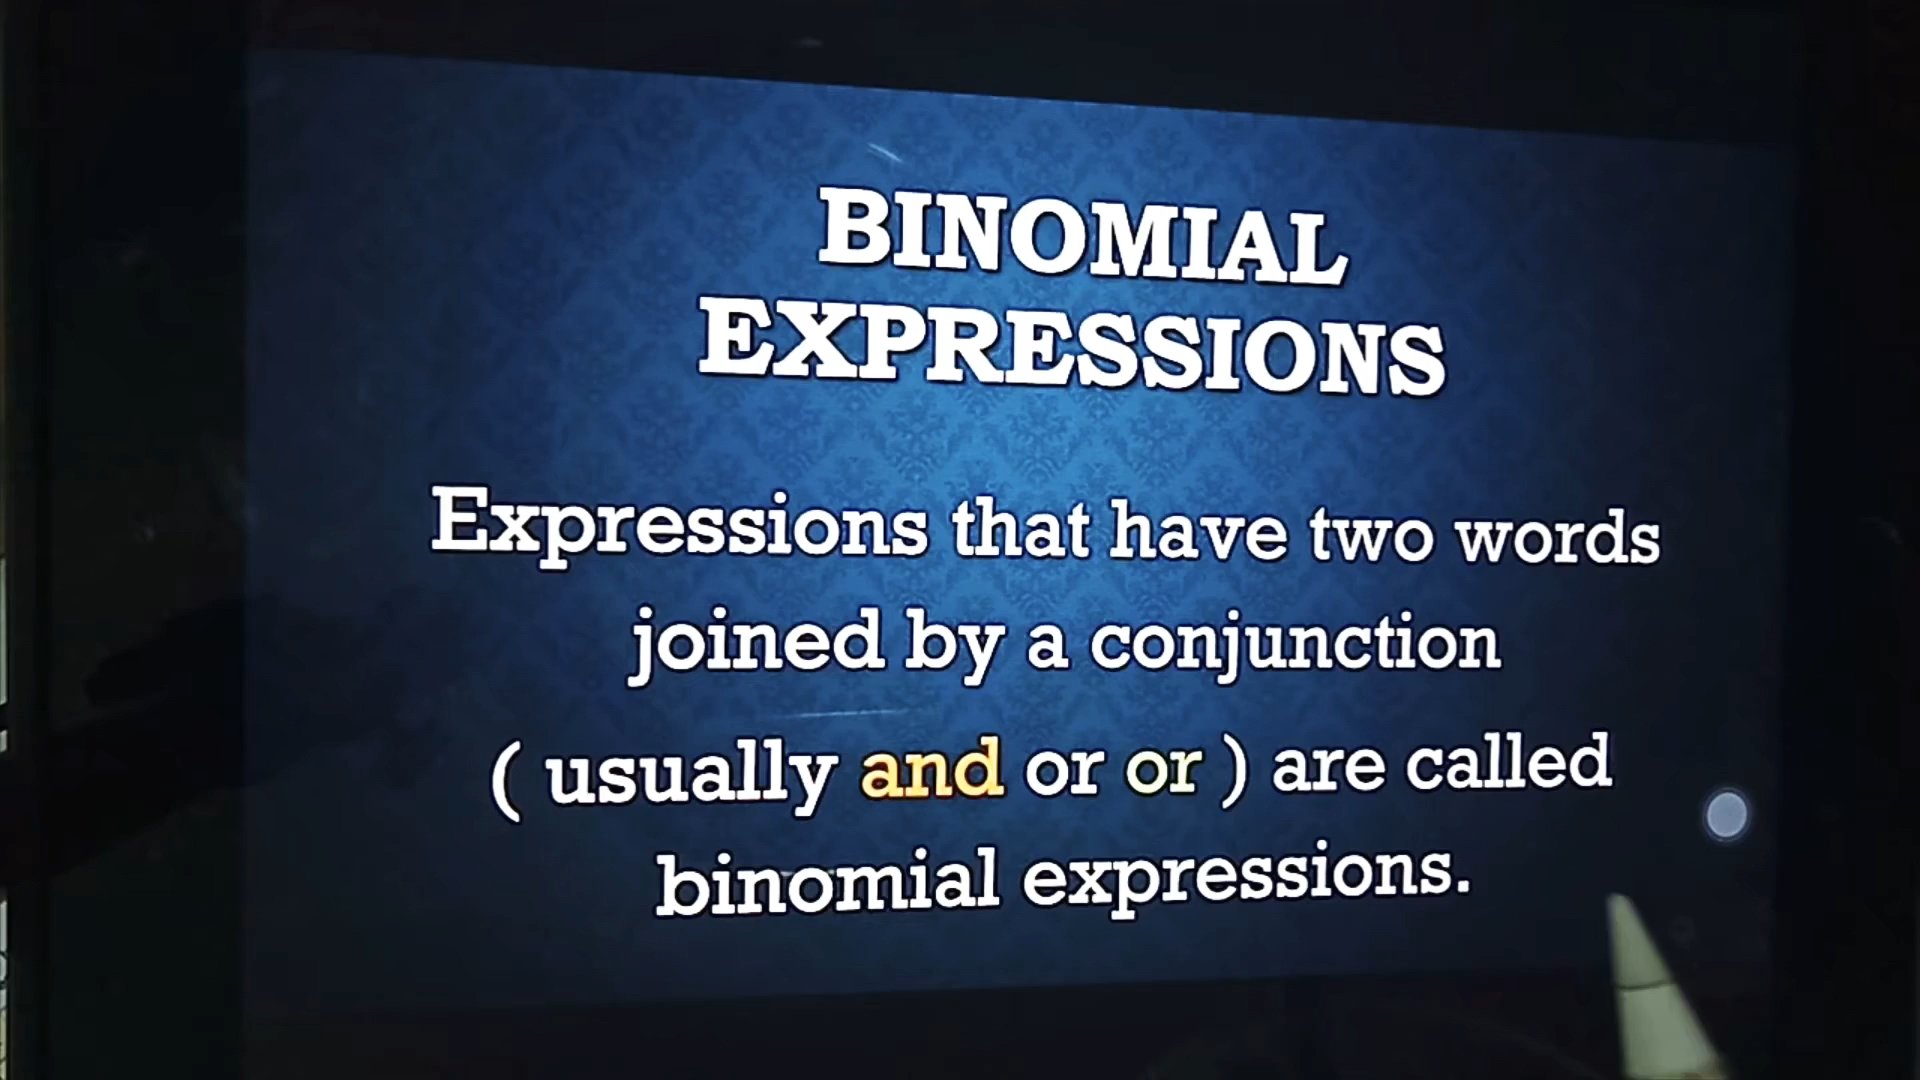 BINOMIAL
EXPRESSIONS
Expressions that have two words
joined by a conjunction
( usually and or or ) are called
binomial expressions.